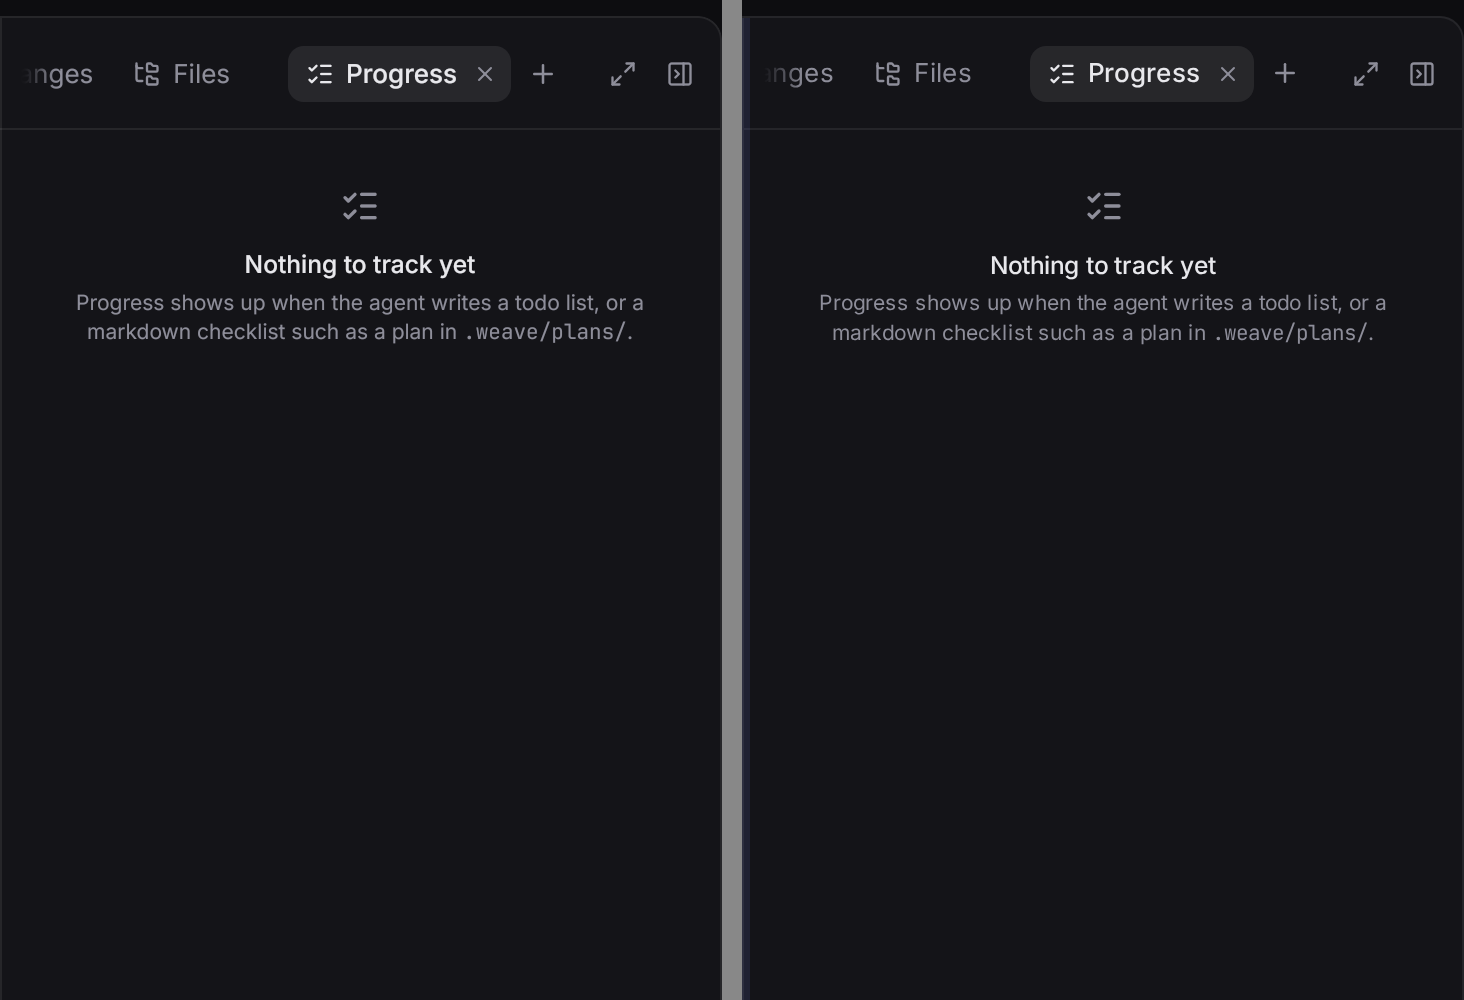 anges Files Progress
Nothing to track yet
Progress shows up when the agent writes a todo list, or a
markdown checklist such as a plan in .weave/plans/.
anges Files Progress
Nothing to track yet
Progress shows up when the agent writes a todo list, or a
markdown checklist such as a plan in .weave/plans/.